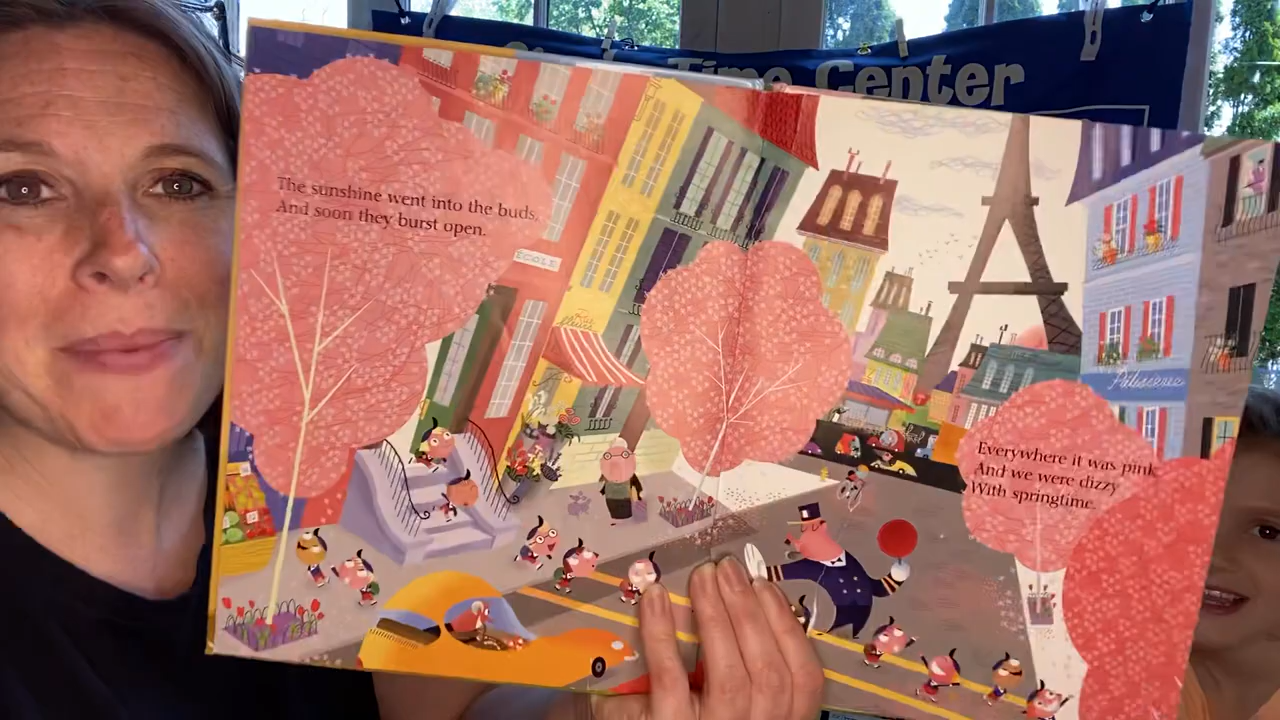 Time Center
The sunshine went into the buds,
And soon they burst open.
ECOLE
Pâtisserie
Everywhere it was pink
And we were dizzy
With springtime.